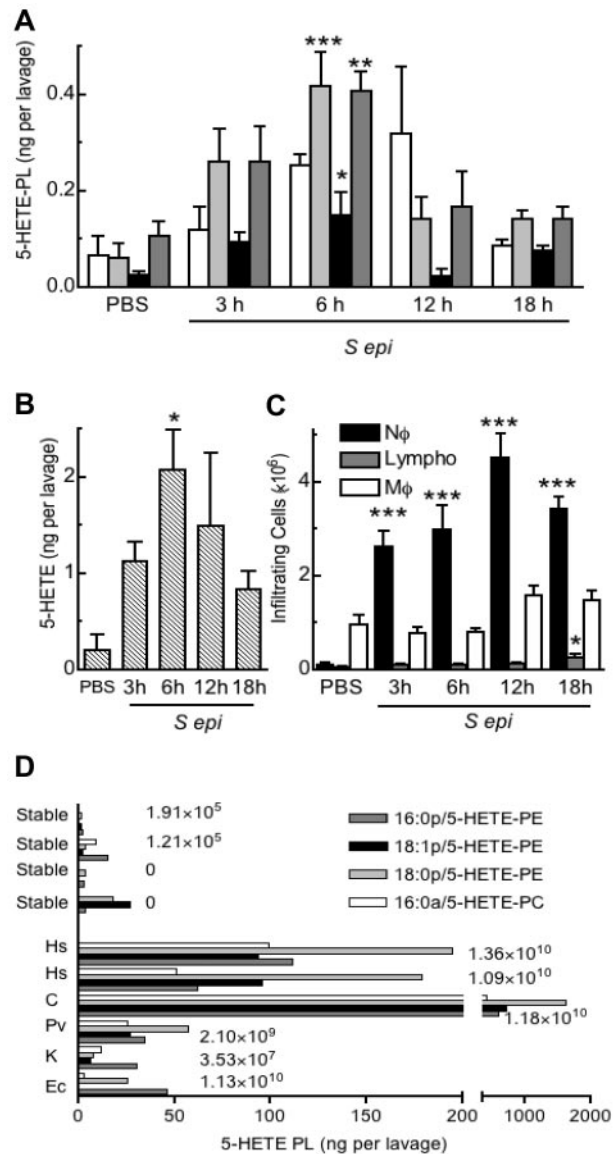 A
5-HETE-PL (ng per lavage)
0.4
0.2
0.0
***
**
*
PBS 3 h 6 h 12 h 18 h
S epi
B
5-HETE (ng per lavage)
2
1
0
*
PBS 3h 6h 12h 18h
S epi
C
Infiltrating Cells (x10⁶)
4
2
0
Nφ
Lympho
Mφ
***
***
***
***
*
PBS 3h 6h 12h 18h
S epi
D
Stable 1.91×10⁵
Stable 1.21×10⁵
Stable 0
Stable 0
Hs 1.36×10¹⁰
Hs 1.09×10¹⁰
C 1.18×10¹⁰
Pv 2.10×10⁹
K 3.53×10⁷
Ec 1.13×10¹⁰
16:0p/5-HETE-PE
18:1p/5-HETE-PE
18:0p/5-HETE-PE
16:0a/5-HETE-PC
0 50 100 150 200 1000 2000
5-HETE PL (ng per lavage)